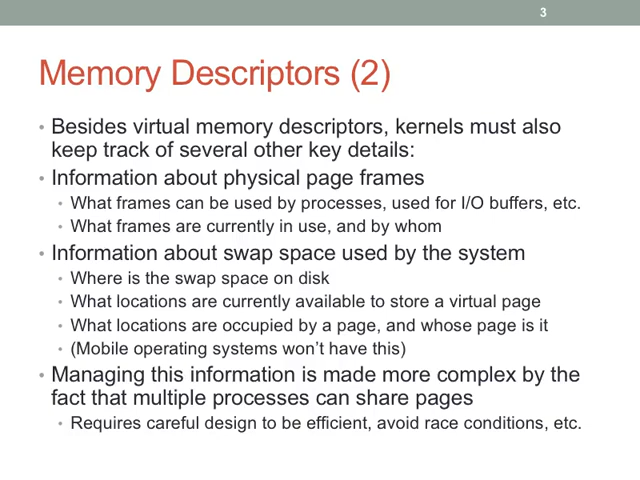 3
Memory Descriptors (2)
• Besides virtual memory descriptors, kernels must also
keep track of several other key details:
• Information about physical page frames
• What frames can be used by processes, used for I/O buffers, etc.
• What frames are currently in use, and by whom
• Information about swap space used by the system
• Where is the swap space on disk
• What locations are currently available to store a virtual page
• What locations are occupied by a page, and whose page is it
• (Mobile operating systems won’t have this)
• Managing this information is made more complex by the
fact that multiple processes can share pages
• Requires careful design to be efficient, avoid race conditions, etc.